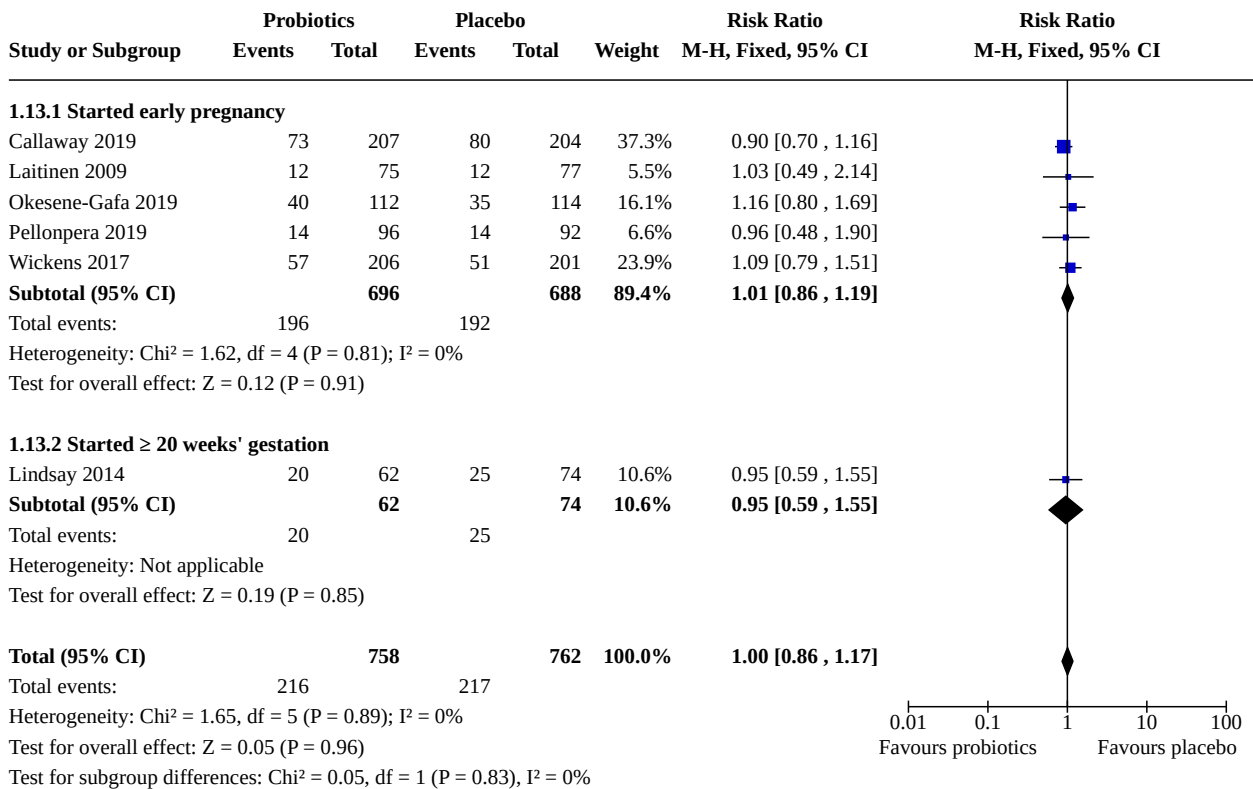 Probiotics Placebo Risk Ratio Risk Ratio
Study or Subgroup Events Total Events Total Weight M-H, Fixed, 95% CI M-H, Fixed, 95% CI
1.13.1 Started early pregnancy
Callaway 2019 73 207 80 204 37.3% 0.90 [0.70 , 1.16]
Laitinen 2009 12 75 12 77 5.5% 1.03 [0.49 , 2.14]
Okesene-Gafa 2019 40 112 35 114 16.1% 1.16 [0.80 , 1.69]
Pellonpera 2019 14 96 14 92 6.6% 0.96 [0.48 , 1.90]
Wickens 2017 57 206 51 201 23.9% 1.09 [0.79 , 1.51]
Subtotal (95% CI) 696 688 89.4% 1.01 [0.86 , 1.19]
Total events: 196 192
Heterogeneity: Chi² = 1.62, df = 4 (P = 0.81); I² = 0%
Test for overall effect: Z = 0.12 (P = 0.91)
1.13.2 Started ≥ 20 weeks' gestation
Lindsay 2014 20 62 25 74 10.6% 0.95 [0.59 , 1.55]
Subtotal (95% CI) 62 74 10.6% 0.95 [0.59 , 1.55]
Total events: 20 25
Heterogeneity: Not applicable
Test for overall effect: Z = 0.19 (P = 0.85)
Total (95% CI) 758 762 100.0% 1.00 [0.86 , 1.17]
Total events: 216 217
Heterogeneity: Chi² = 1.65, df = 5 (P = 0.89); I² = 0% 0.01 0.1 1 10 100
Test for overall effect: Z = 0.05 (P = 0.96) Favours probiotics Favours placebo
Test for subgroup differences: Chi² = 0.05, df = 1 (P = 0.83), I² = 0%